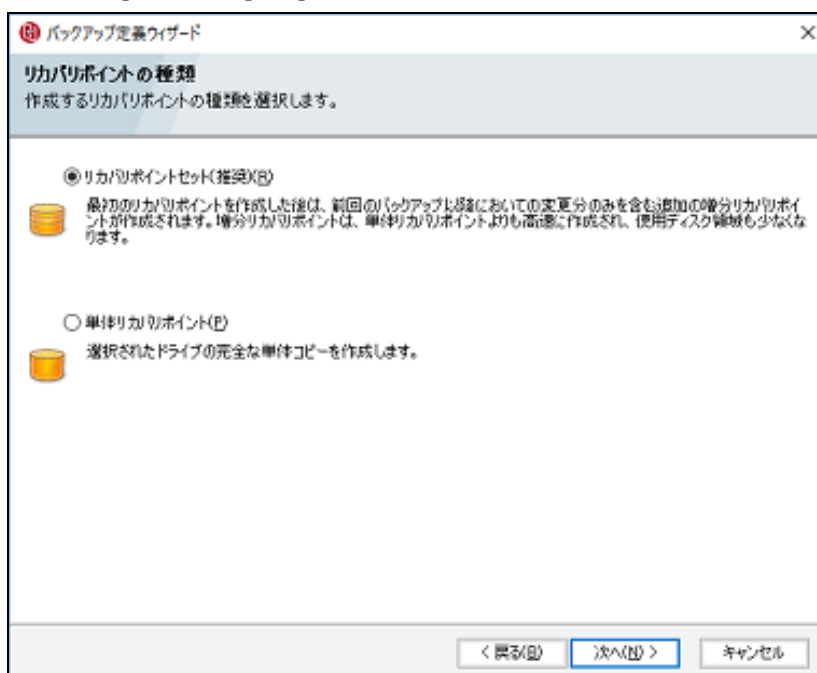 バックアップ定義ウィザード
リカバリポイントの種類
作成するリカバリポイントの種類を選択します。
リカバリポイントセット(推奨)(R)
最初のリカバリポイントを作成した後は、前回のバックアップ以降においての変更分のみを含む追加の増分リカバリポイ
ントが作成されます。増分リカバリポイントは、単体リカバリポイントよりも高速に作成され、使用ディスク領域も少なくな
ります。
単体リカバリポイント(P)
選択されたドライブの完全な単体コピーを作成します。
< 戻る(B) 次へ(N) > キャンセル